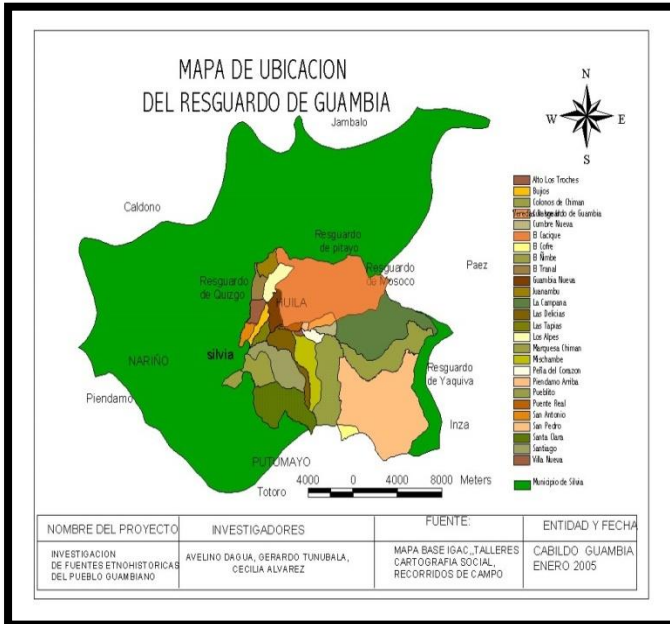 MAPA DE UBICACION
DEL RESGUARDO DE GUAMBIA
N
W E
S
Jambalo
Caldono
Resguardo
de pitayo
Resguardo
de Mosoco
Paez
Resguardo
de Quizgo
HUILA
silvia
NARIÑO
Piendamo
Resguardo
de Yaquiva
Inza
PUTUMAYO
Totoro
4000 0 4000 8000 Meters
Alto Los Troches
Bujios
Colonos de Chiman
de Guambia
Cumbre Nueva
El Cacique
El Cofre
El Ñimbe
El Tranal
Guambia Nueva
Juanambu
La Campana
Las Delicias
Las Tapias
Los Alpes
Marquesa Chiman
Mischambe
Peña del Corazon
Piendamo Arriba
Pueblito
Puente Real
San Antonio
San Pedro
Santa Clara
Santiago
Villa Nueva
Municipio de Silvia
NOMBRE DEL PROYECTO
INVESTIGACION
DE FUENTES ETNOHISTORICAS
DEL PUEBLO GUAMBIANO
INVESTIGADORES
AVELINO DAGUA, GERARDO TUNUBALA,
CECILIA ALVAREZ
FUENTE:
MAPA BASE IGAC,,TALLERES
CARTOGRAFIA SOCIAL,
RECORRIDOS DE CAMPO
ENTIDAD Y FECHA
CABILDO GUAMBIA
ENERO 2005